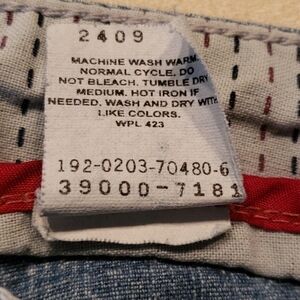 2409
MACHINE WASH WARM,
NORMAL CYCLE. DO
NOT BLEACH. TUMBLE DRY
MEDIUM. HOT IRON IF
NEEDED. WASH AND DRY WITH
LIKE COLORS.
WPL 423
192-0203-70480-6
39000-7181